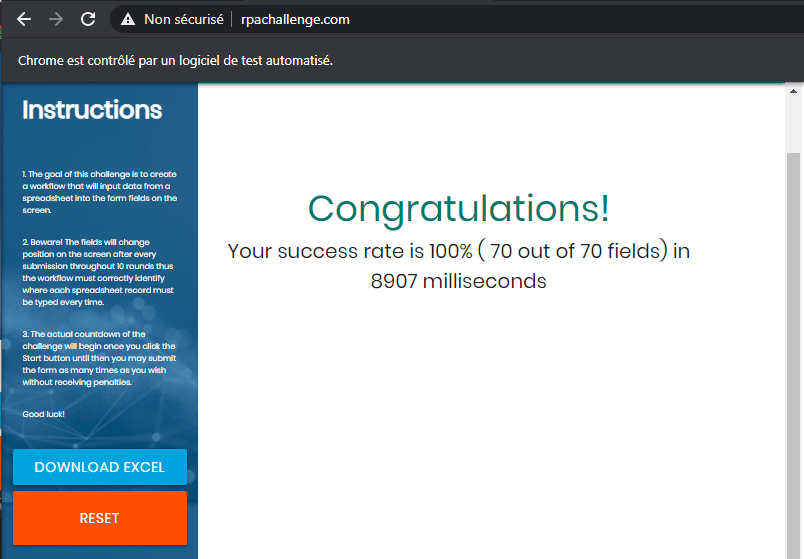 Non sécurisé | rpachallenge.com
Chrome est contrôlé par un logiciel de test automatisé.
Instructions
1. The goal of this challenge is to create
a workflow that will input data from a
spreadsheet into the form fields on the
screen.
2. Beware! The fields will change
position on the screen after every
submission throughout 10 rounds thus
the workflow must correctly identify
where each spreadsheet record must
be typed every time.
3. The actual countdown of the
challenge will begin once you click the
Start button until then you may submit
the form as many times as you wish
without receiving penalties.
Good luck!
DOWNLOAD EXCEL
RESET
Congratulations!
Your success rate is 100% ( 70 out of 70 fields) in
8907 milliseconds